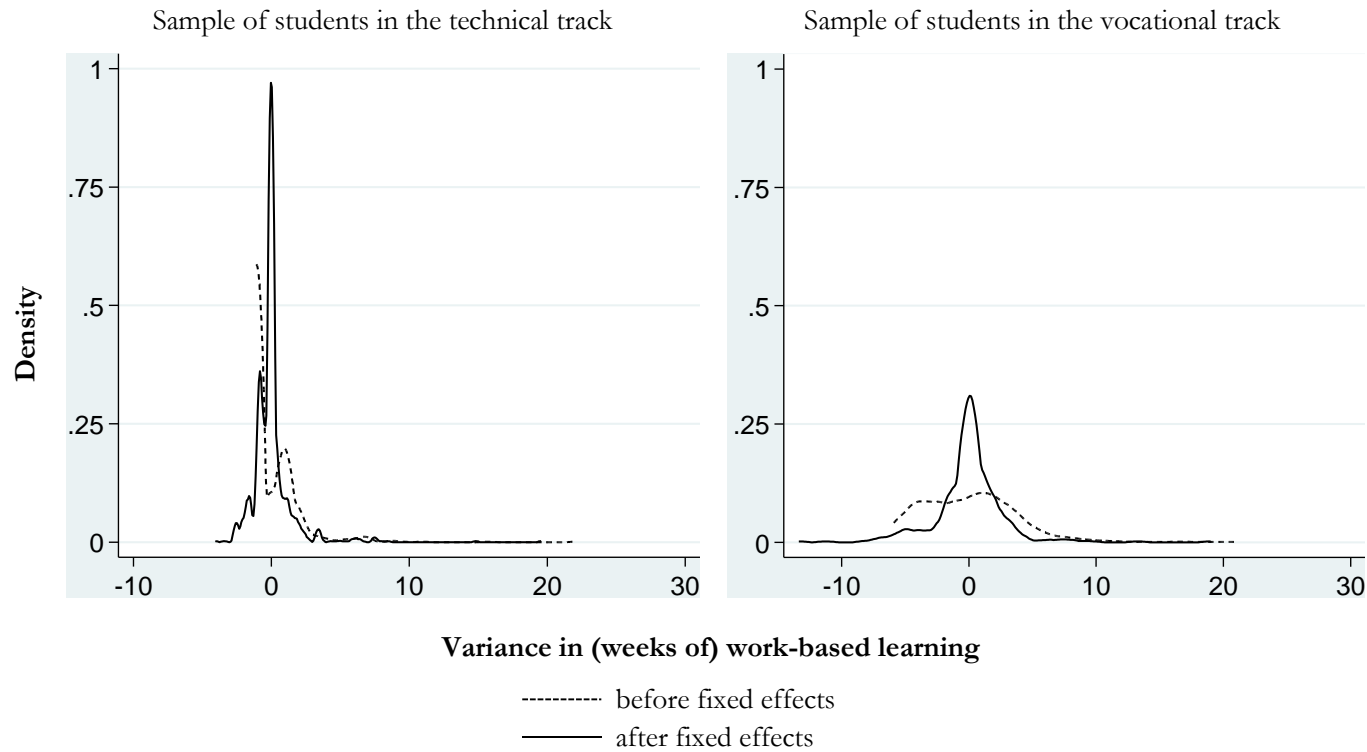 Sample of students in the technical track
Sample of students in the vocational track
Density
1
.75
.5
.25
0
-10 0 10 20 30
1
.75
.5
.25
0
-10 0 10 20 30
Variance in (weeks of) work-based learning
before fixed effects
after fixed effects